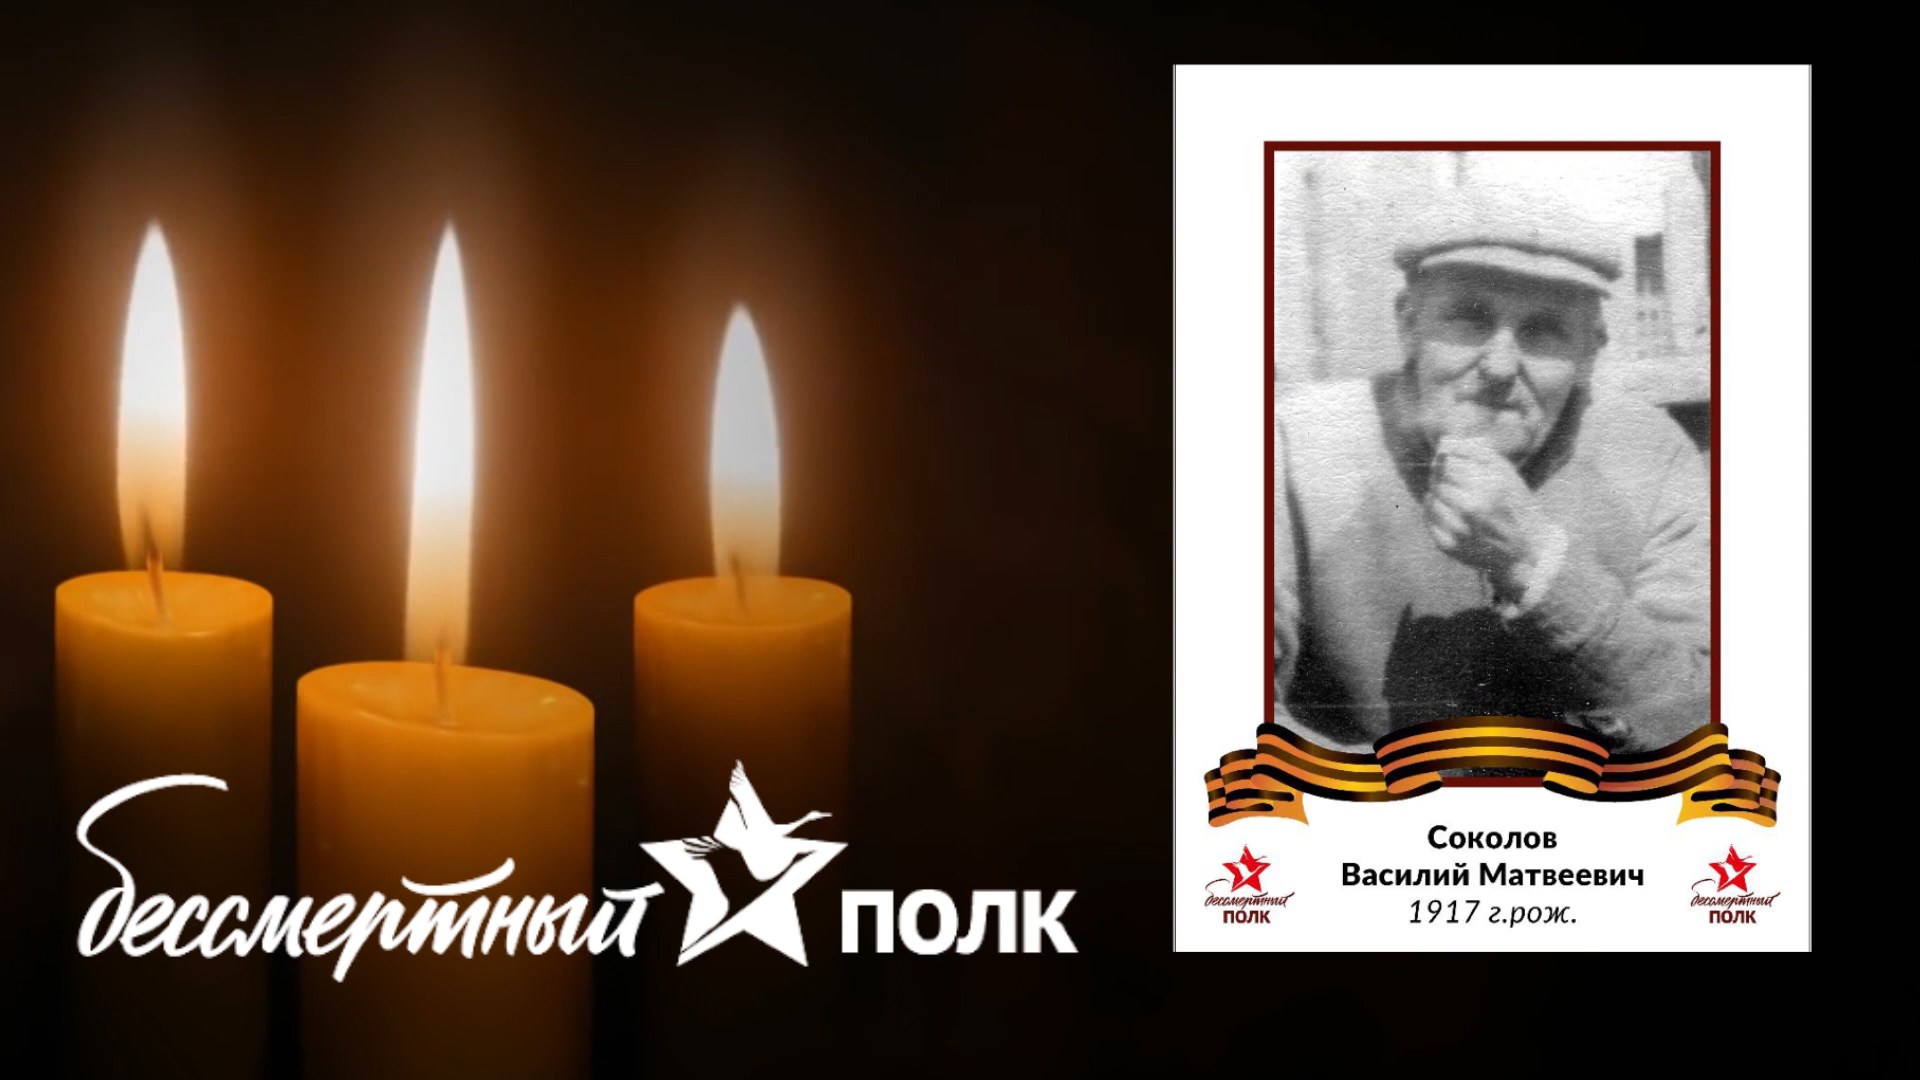 бессмертный ПОЛК
Соколов
Василий Матвеевич
1917 г.рож.
бессмертный
ПОЛК
бессмертный
ПОЛК